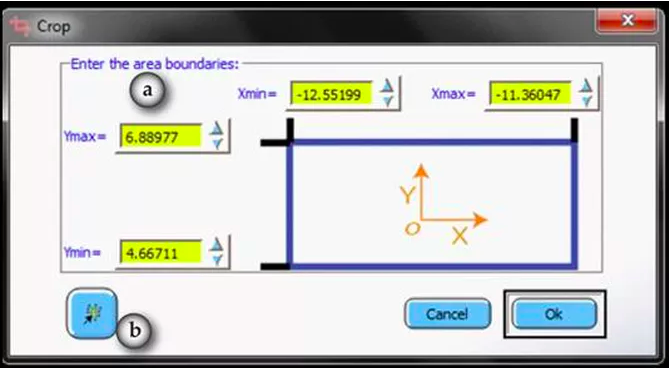 Crop
Enter the area boundaries:
a
Xmin= -12.55199 Xmax= -11.36047
Ymax= 6.88977
Y
O X
Ymin= 4.66711
b
Cancel Ok